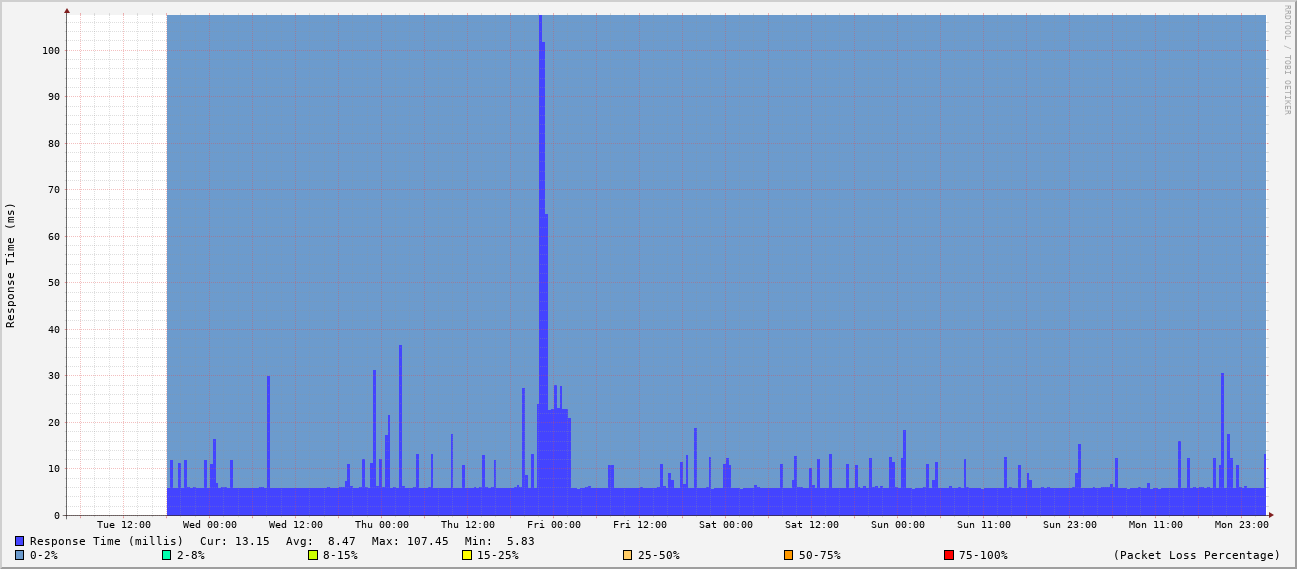 RRDTOOL / TOBI OETIKER
Response Time (ms)
100
90
80
70
60
50
40
30
20
10
0
Tue 12:00 Wed 00:00 Wed 12:00 Thu 00:00 Thu 12:00 Fri 00:00 Fri 12:00 Sat 00:00 Sat 12:00 Sun 00:00 Sun 11:00 Sun 23:00 Mon 11:00 Mon 23:00
Response Time (millis) Cur: 13.15 Avg: 8.47 Max: 107.45 Min: 5.83
0-2% 2-8% 8-15% 15-25% 25-50% 50-75% 75-100% (Packet Loss Percentage)